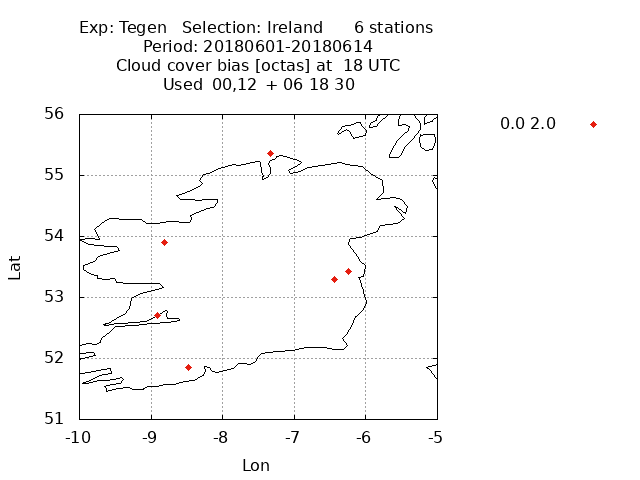 Exp: Tegen   Selection: Ireland      6 stations
Period: 20180601-20180614
Cloud cover bias [octas] at  18 UTC
Used  00,12  + 06 18 30
0.0 2.0
56
55
54
53
52
51
Lat
-10 -9 -8 -7 -6 -5
Lon